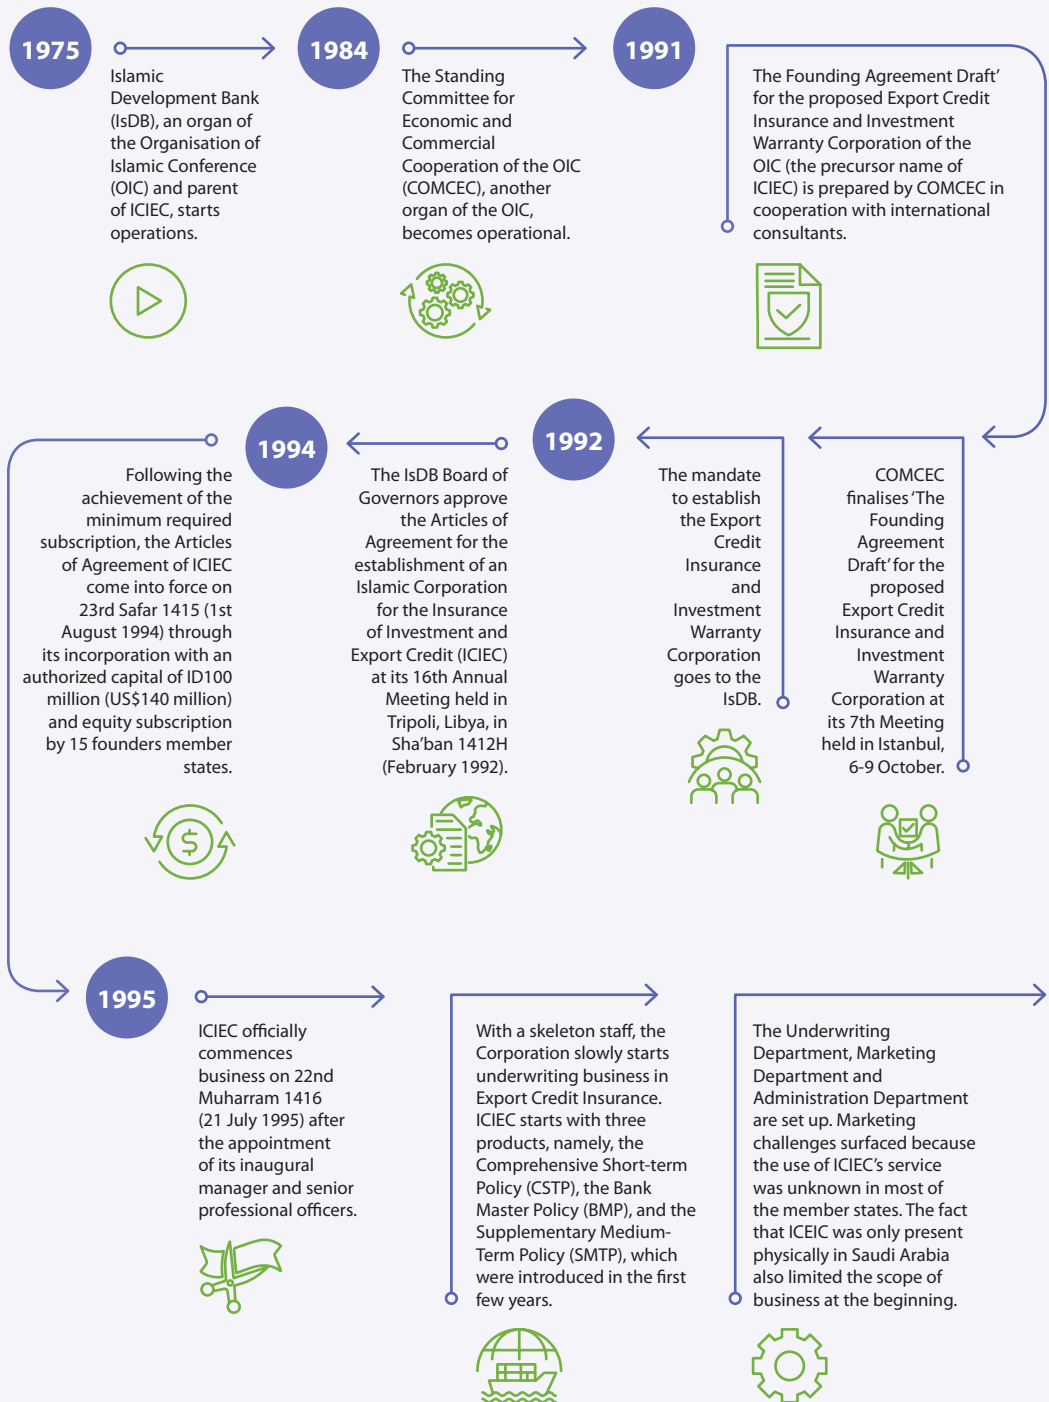 1975
Islamic
Development Bank
(IsDB), an organ of
the Organisation of
Islamic Conference
(OIC) and parent
of ICIEC, starts
operations.
1984
The Standing
Committee for
Economic and
Commercial
Cooperation of the OIC
(COMCEC), another
organ of the OIC,
becomes operational.
1991
The Founding Agreement Draft’
for the proposed Export Credit
Insurance and Investment
Warranty Corporation of the
OIC (the precursor name of
ICIEC) is prepared by COMCEC in
cooperation with international
consultants.
COMCEC
finalises ‘The
Founding
Agreement
Draft’ for the
proposed
Export Credit
Insurance and
Investment
Warranty
Corporation at
its 7th Meeting
held in Istanbul,
6-9 October.
The mandate
to establish
the Export
Credit
Insurance
and
Investment
Warranty
Corporation
goes to the
IsDB.
1992
The IsDB Board of
Governors approve
the Articles of
Agreement for the
establishment of an
Islamic Corporation
for the Insurance
of Investment and
Export Credit (ICIEC)
at its 16th Annual
Meeting held in
Tripoli, Libya, in
Sha’ban 1412H
(February 1992).
1994
Following the
achievement of the
minimum required
subscription, the Articles
of Agreement of ICIEC
come into force on
23rd Safar 1415 (1st
August 1994) through
its incorporation with an
authorized capital of ID100
million (US$140 million)
and equity subscription
by 15 founders member
states.
$
1995
ICIEC officially
commences
business on 22nd
Muharram 1416
(21 July 1995) after
the appointment
of its inaugural
manager and senior
professional officers.
With a skeleton staff, the
Corporation slowly starts
underwriting business in
Export Credit Insurance.
ICIEC starts with three
products, namely, the
Comprehensive Short-term
Policy (CSTP), the Bank
Master Policy (BMP), and the
Supplementary Medium-
Term Policy (SMTP), which
were introduced in the first
few years.
The Underwriting
Department, Marketing
Department and
Administration Department
are set up. Marketing
challenges surfaced because
the use of ICIEC’s service
was unknown in most of
the member states. The fact
that ICEIC was only present
physically in Saudi Arabia
also limited the scope of
business at the beginning.